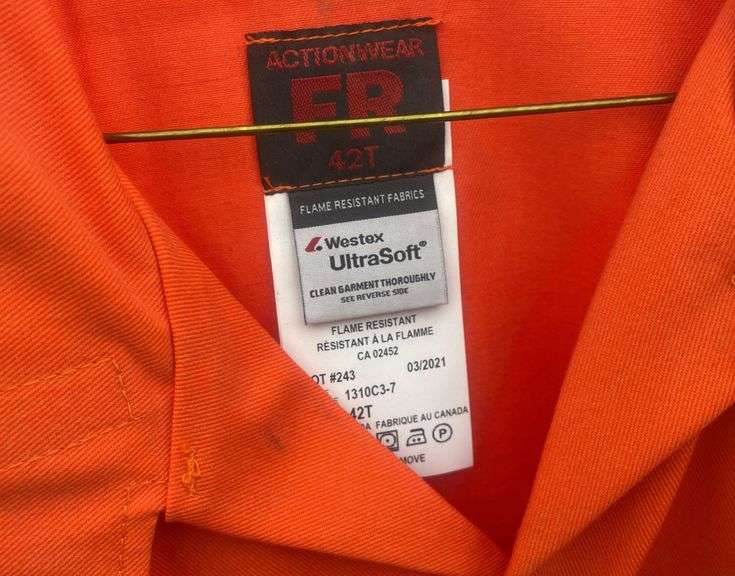 ACTIONWEAR
FR
42T
FLAME RESISTANT FABRICS
Westex
UltraSoft®
CLEAN GARMENT THOROUGHLY
SEE REVERSE SIDE
FLAME RESISTANT
RÉSISTANT À LA FLAMME
CA 02452
OT #243 03/2021
1310C3-7
42T
DA FABRIQUE AU CANADA
P
MOVE